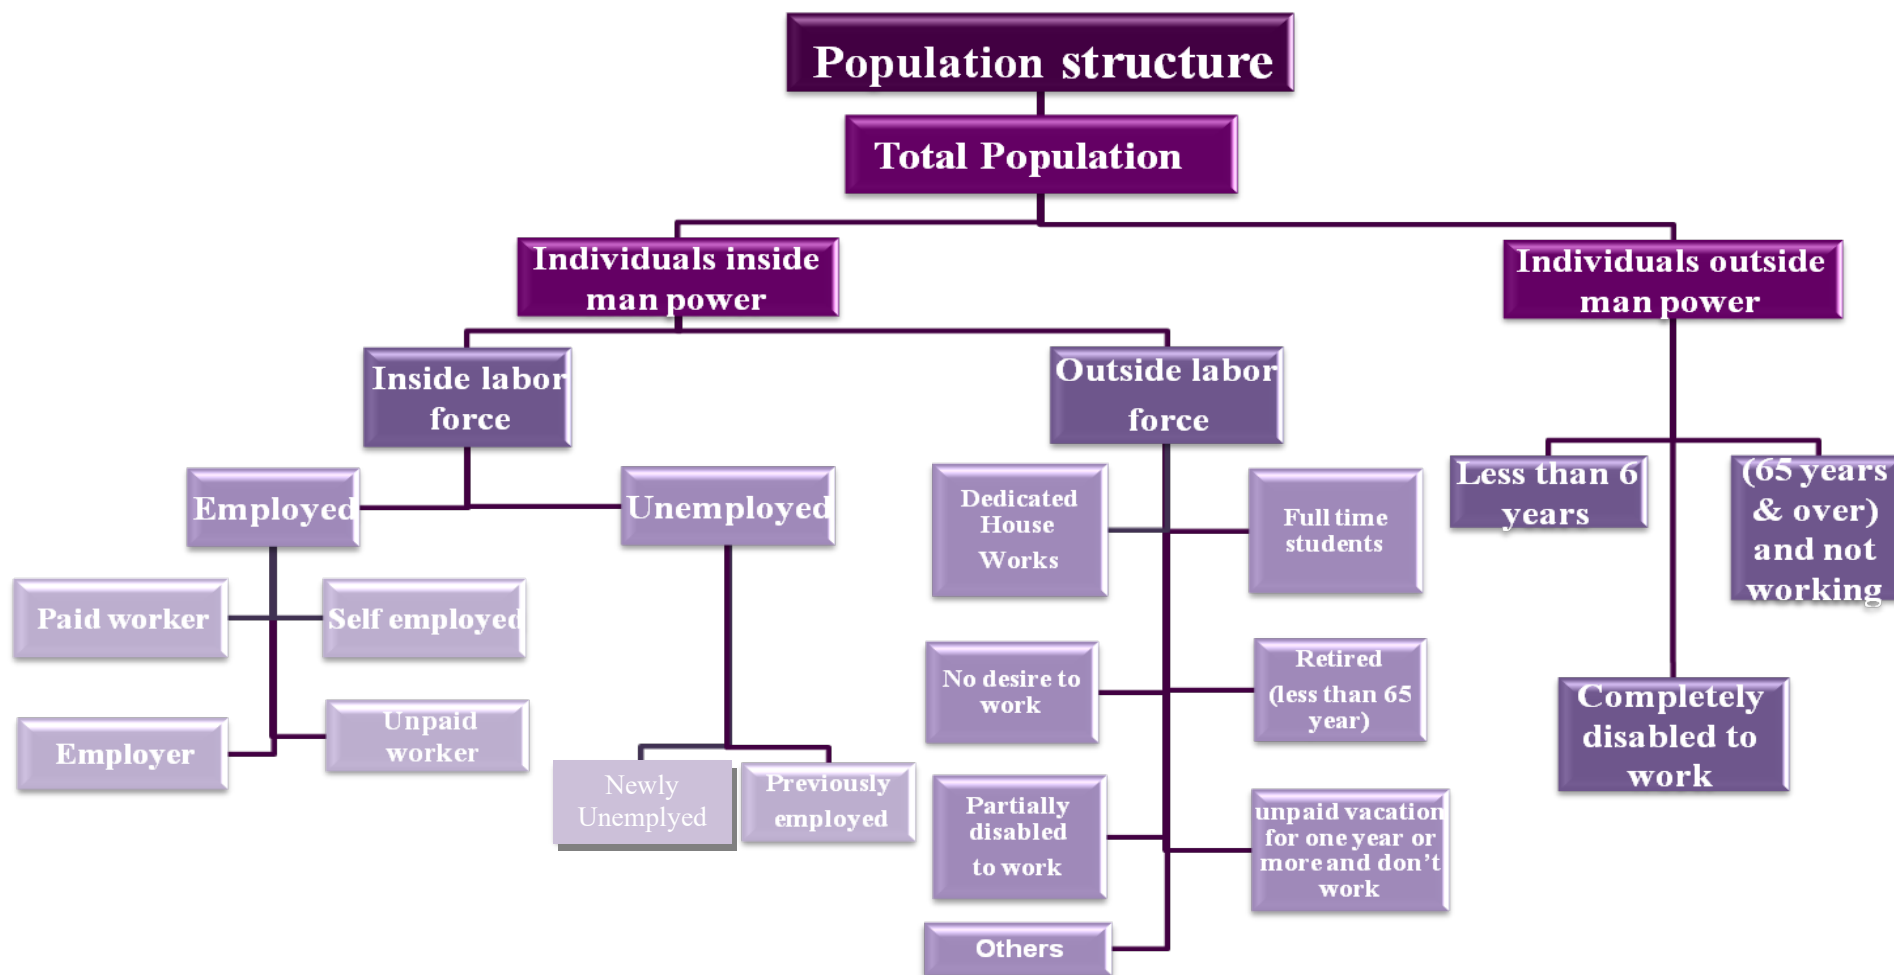 Population structure
Total Population
Individuals inside
man power
Individuals outside
man power
Inside labor
force
Outside labor
force
Employed
Unemployed
Less than 6
years
(65 years
& over)
and not
working
Completely
disabled to
work
Paid worker
Self employed
Employer
Unpaid
worker
Newly
Unemplyed
Previously
employed
Dedicated
House
Works
Full time
students
No desire to
work
Retired
(less than 65
year)
Partially
disabled
to work
unpaid vacation
for one year or
more and don’t
work
Others